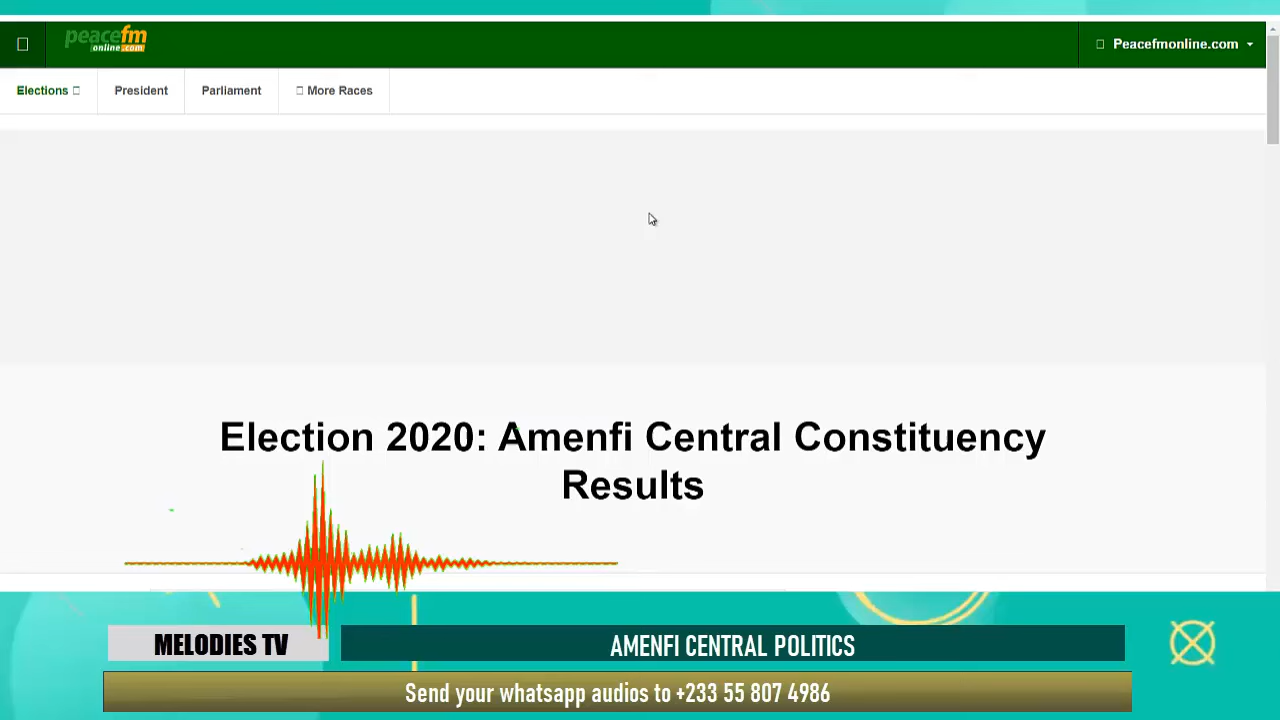 peacefm
online.com
Peacefmonline.com
Elections
President
Parliament
More Races
Election 2020: Amenfi Central Constituency
Results
MELODIES TV
AMENFI CENTRAL POLITICS
Send your whatsapp audios to +233 55 807 4986